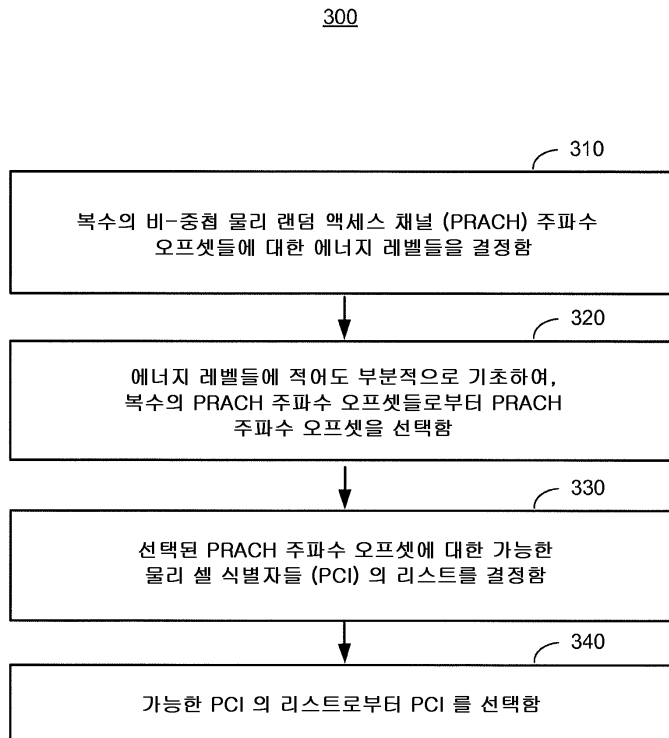 300
310
복수의 비-중첩 물리 랜덤 액세스 채널 (PRACH) 주파수
오프셋들에 대한 에너지 레벨들을 결정함
320
에너지 레벨들에 적어도 부분적으로 기초하여,
복수의 PRACH 주파수 오프셋들로부터 PRACH
주파수 오프셋을 선택함
330
선택된 PRACH 주파수 오프셋에 대한 가능한
물리 셀 식별자들 (PCI) 의 리스트를 결정함
340
가능한 PCI 의 리스트로부터 PCI 를 선택함